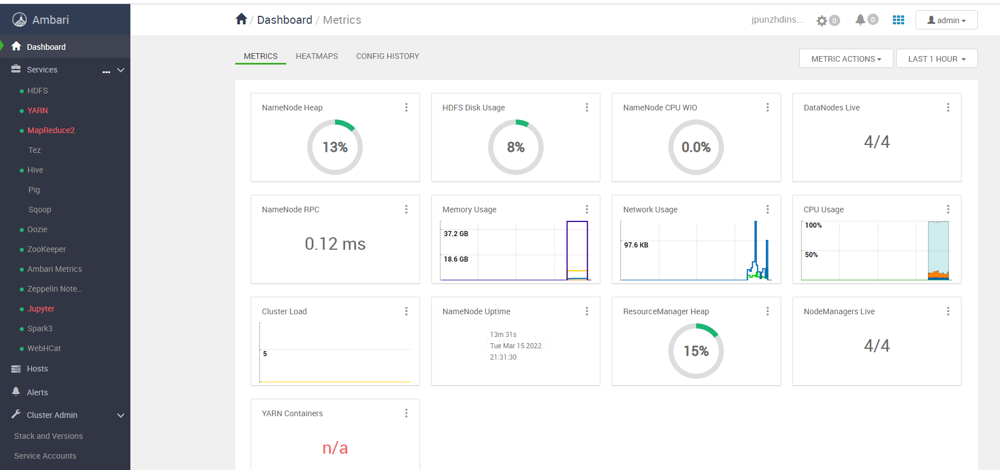 Ambari
Dashboard
Services
HDFS
YARN
MapReduce2
Tez
Hive
Pig
Sqoop
Oozie
ZooKeeper
Ambari Metrics
Zeppelin Note...
Jupyter
Spark3
WebHCat
Hosts
Alerts
Cluster Admin
Stack and Versions
Service Accounts
/ Dashboard / Metrics
jpunzhdins... 0 0 admin
METRICS HEATMAPS CONFIG HISTORY
METRIC ACTIONS LAST 1 HOUR
NameNode Heap
13%
HDFS Disk Usage
8%
NameNode CPU WIO
0.0%
DataNodes Live
4/4
NameNode RPC
0.12 ms
Memory Usage
37.2 GB
18.6 GB
Network Usage
97.6 KB
CPU Usage
100%
50%
Cluster Load
5
NameNode Uptime
13m 31s
Tue Mar 15 2022
21:31:30
ResourceManager Heap
15%
NodeManagers Live
4/4
YARN Containers
n/a